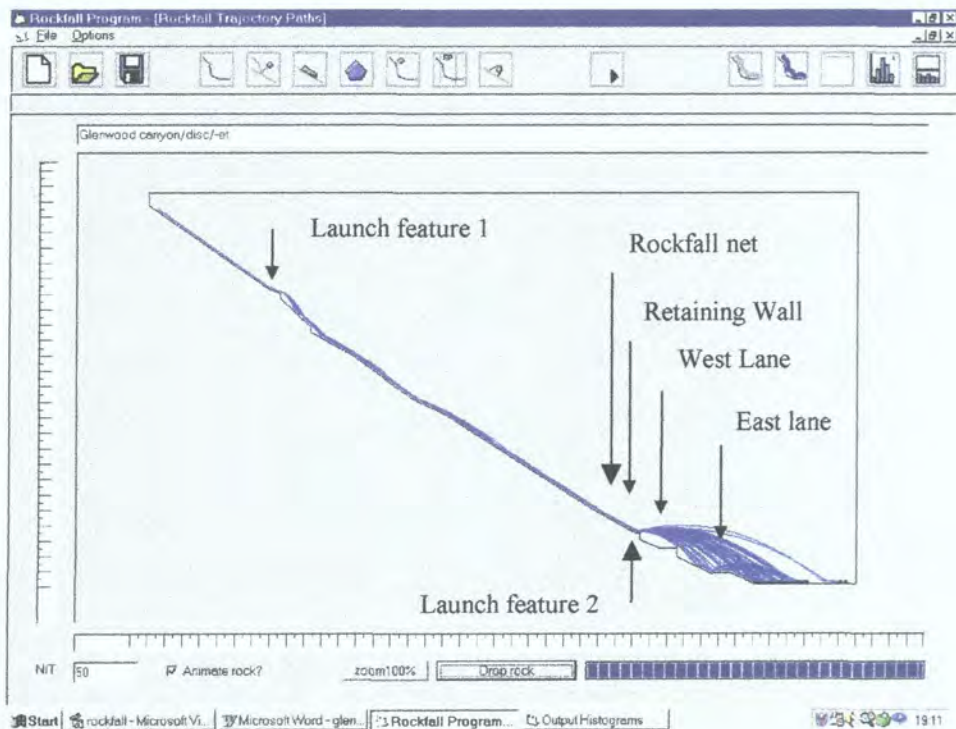 Rockfall Program - [Rockfall Trajectory Paths]
File Options
Glenwood canyon/disc/-et
Launch feature 1
Rockfall net
Retaining Wall
West Lane
East lane
Launch feature 2
NIT 50 Animate rock? zoom100% Drop rock
Start rockfall - Microsoft Vi... Microsoft Word - glen... Rockfall Program... Output Histograms 19:11